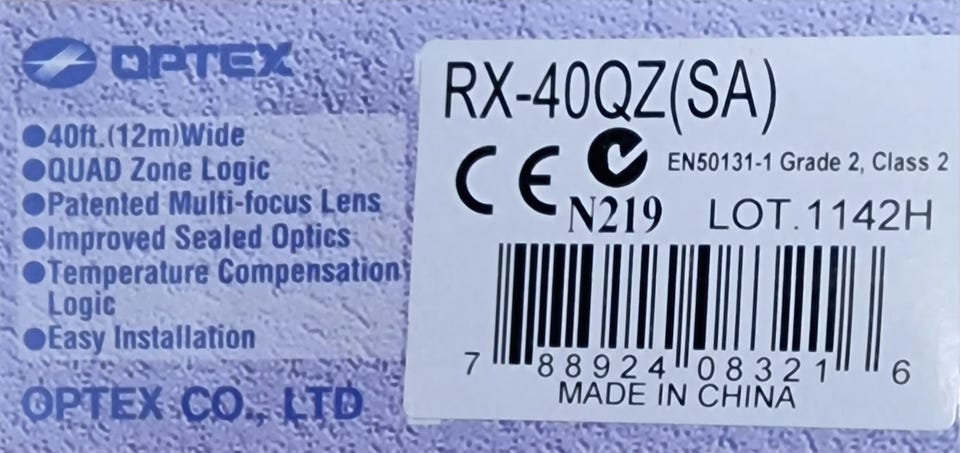 OPTEX
●40ft.(12m)Wide
●QUAD Zone Logic
●Patented Multi-focus Lens
●Improved Sealed Optics
●Temperature Compensation
Logic
●Easy Installation
OPTEX CO., LTD
RX-40QZ(SA)
CE EN50131-1 Grade 2, Class 2
N219 LOT.1142H
7 88924 08321 6
MADE IN CHINA